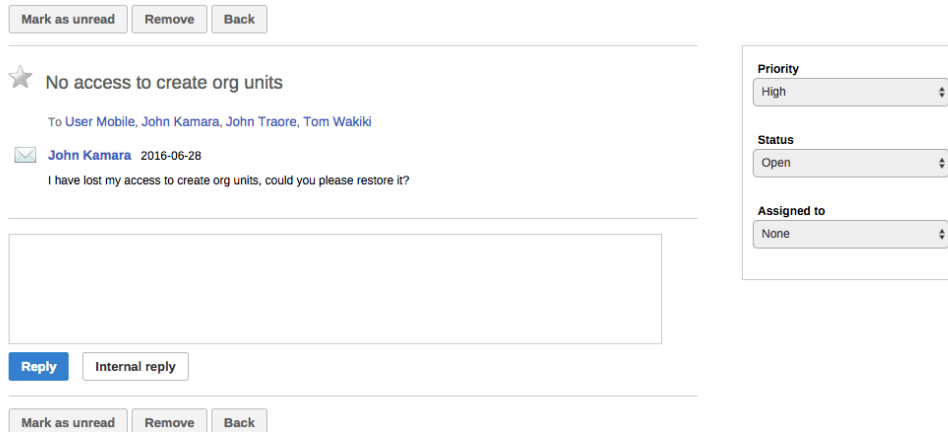 Mark as unread Remove Back
No access to create org units
To User Mobile, John Kamara, John Traore, Tom Wakiki
John Kamara 2016-06-28
I have lost my access to create org units, could you please restore it?
Reply Internal reply
Mark as unread Remove Back
Priority
High
Status
Open
Assigned to
None